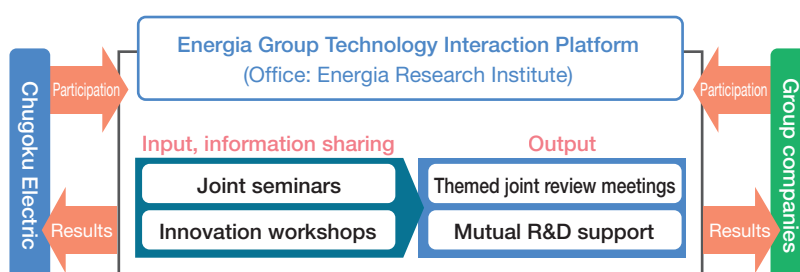 Energia Group Technology Interaction Platform
(Office: Energia Research Institute)
Chugoku Electric
Participation
Participation
Group companies
Input, information sharing
Output
Joint seminars
Themed joint review meetings
Innovation workshops
Mutual R&D support
Results
Results